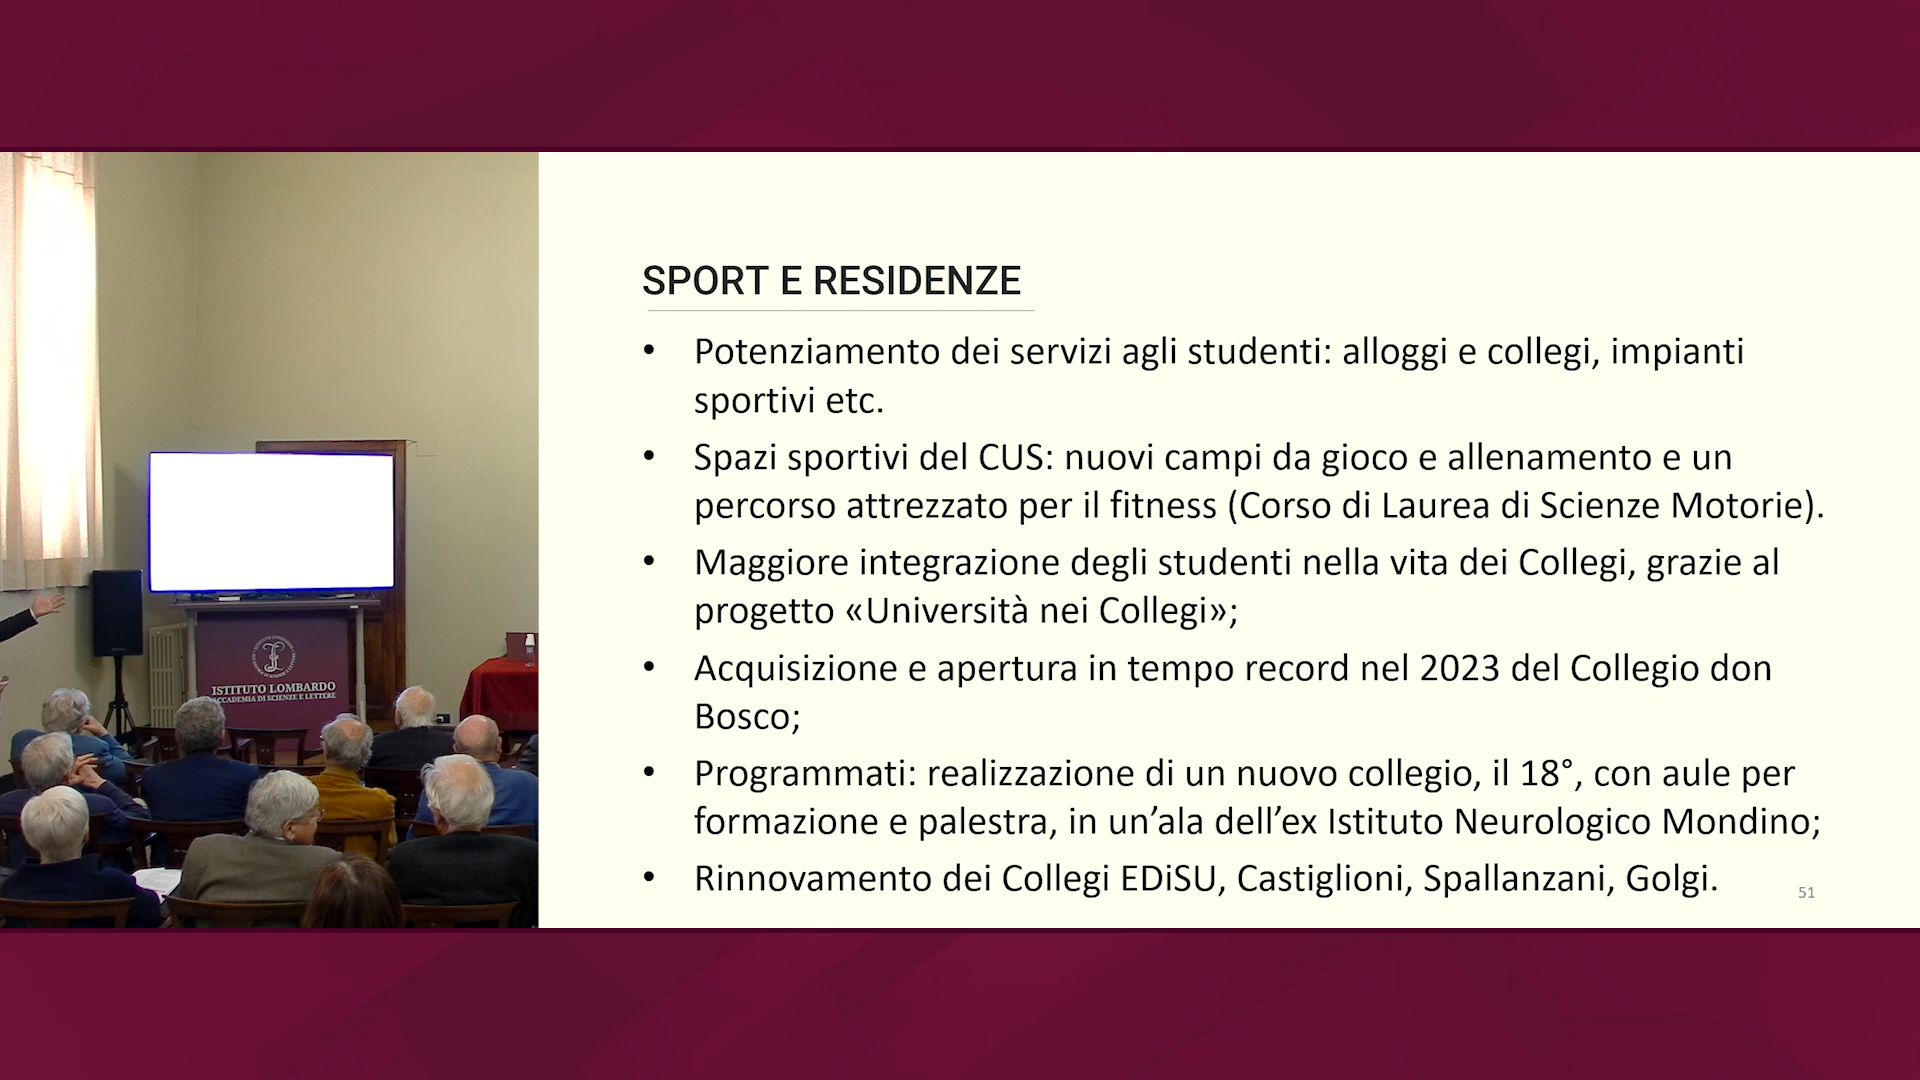 SPORT E RESIDENZE
• Potenziamento dei servizi agli studenti: alloggi e collegi, impianti
sportivi etc.
• Spazi sportivi del CUS: nuovi campi da gioco e allenamento e un
percorso attrezzato per il fitness (Corso di Laurea di Scienze Motorie).
• Maggiore integrazione degli studenti nella vita dei Collegi, grazie al
progetto «Università nei Collegi»;
• Acquisizione e apertura in tempo record nel 2023 del Collegio don
Bosco;
• Programmati: realizzazione di un nuovo collegio, il 18°, con aule per
formazione e palestra, in un’ala dell’ex Istituto Neurologico Mondino;
• Rinnovamento dei Collegi EDiSU, Castiglioni, Spallanzani, Golgi.
51
ISTITUTO LOMBARDO
ACCADEMIA DI SCIENZE E LETTERE